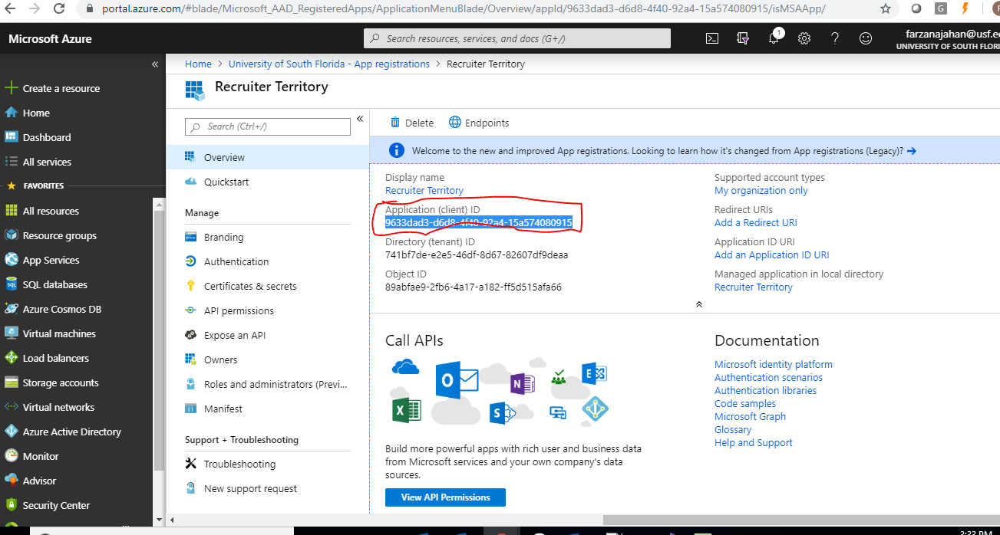 portal.azure.com/#blade/Microsoft_AAD_RegisteredApps/ApplicationMenuBlade/Overview/appId/9633dad3-d6d8-4f40-92a4-15a574080915/isMSAApp/
Microsoft Azure
Search resources, services, and docs (G+/)
1
farzanajahan@usf.ed
UNIVERSITY OF SOUTH FLORI
Home > University of South Florida - App registrations > Recruiter Territory
Recruiter Territory
Create a resource
Home
Dashboard
All services
FAVORITES
All resources
Resource groups
App Services
SQL databases
Azure Cosmos DB
Virtual machines
Load balancers
Storage accounts
Virtual networks
Azure Active Directory
Monitor
Advisor
Security Center
Search (Ctrl+/)
Overview
Quickstart
Manage
Branding
Authentication
Certificates & secrets
API permissions
Expose an API
Owners
Roles and administrators (Previ...
Manifest
Support + Troubleshooting
Troubleshooting
New support request
Delete
Endpoints
Welcome to the new and improved App registrations. Looking to learn how it's changed from App registrations (Legacy)?
Display name
Recruiter Territory
Application (client) ID
9633dad3-d6d8-4f40-92a4-15a574080915
Directory (tenant) ID
741bf7de-e2e5-46df-8d67-82607df9deaa
Object ID
89abfae9-2fb6-4a17-a182-ff5d515afa66
Supported account types
My organization only
Redirect URIs
Add a Redirect URI
Application ID URI
Add an Application ID URI
Managed application in local directory
Recruiter Territory
Call APIs
Build more powerful apps with rich user and business data
from Microsoft services and your own company's data
sources.
View API Permissions
Documentation
Microsoft identity platform
Authentication scenarios
Authentication libraries
Code samples
Microsoft Graph
Glossary
Help and Support